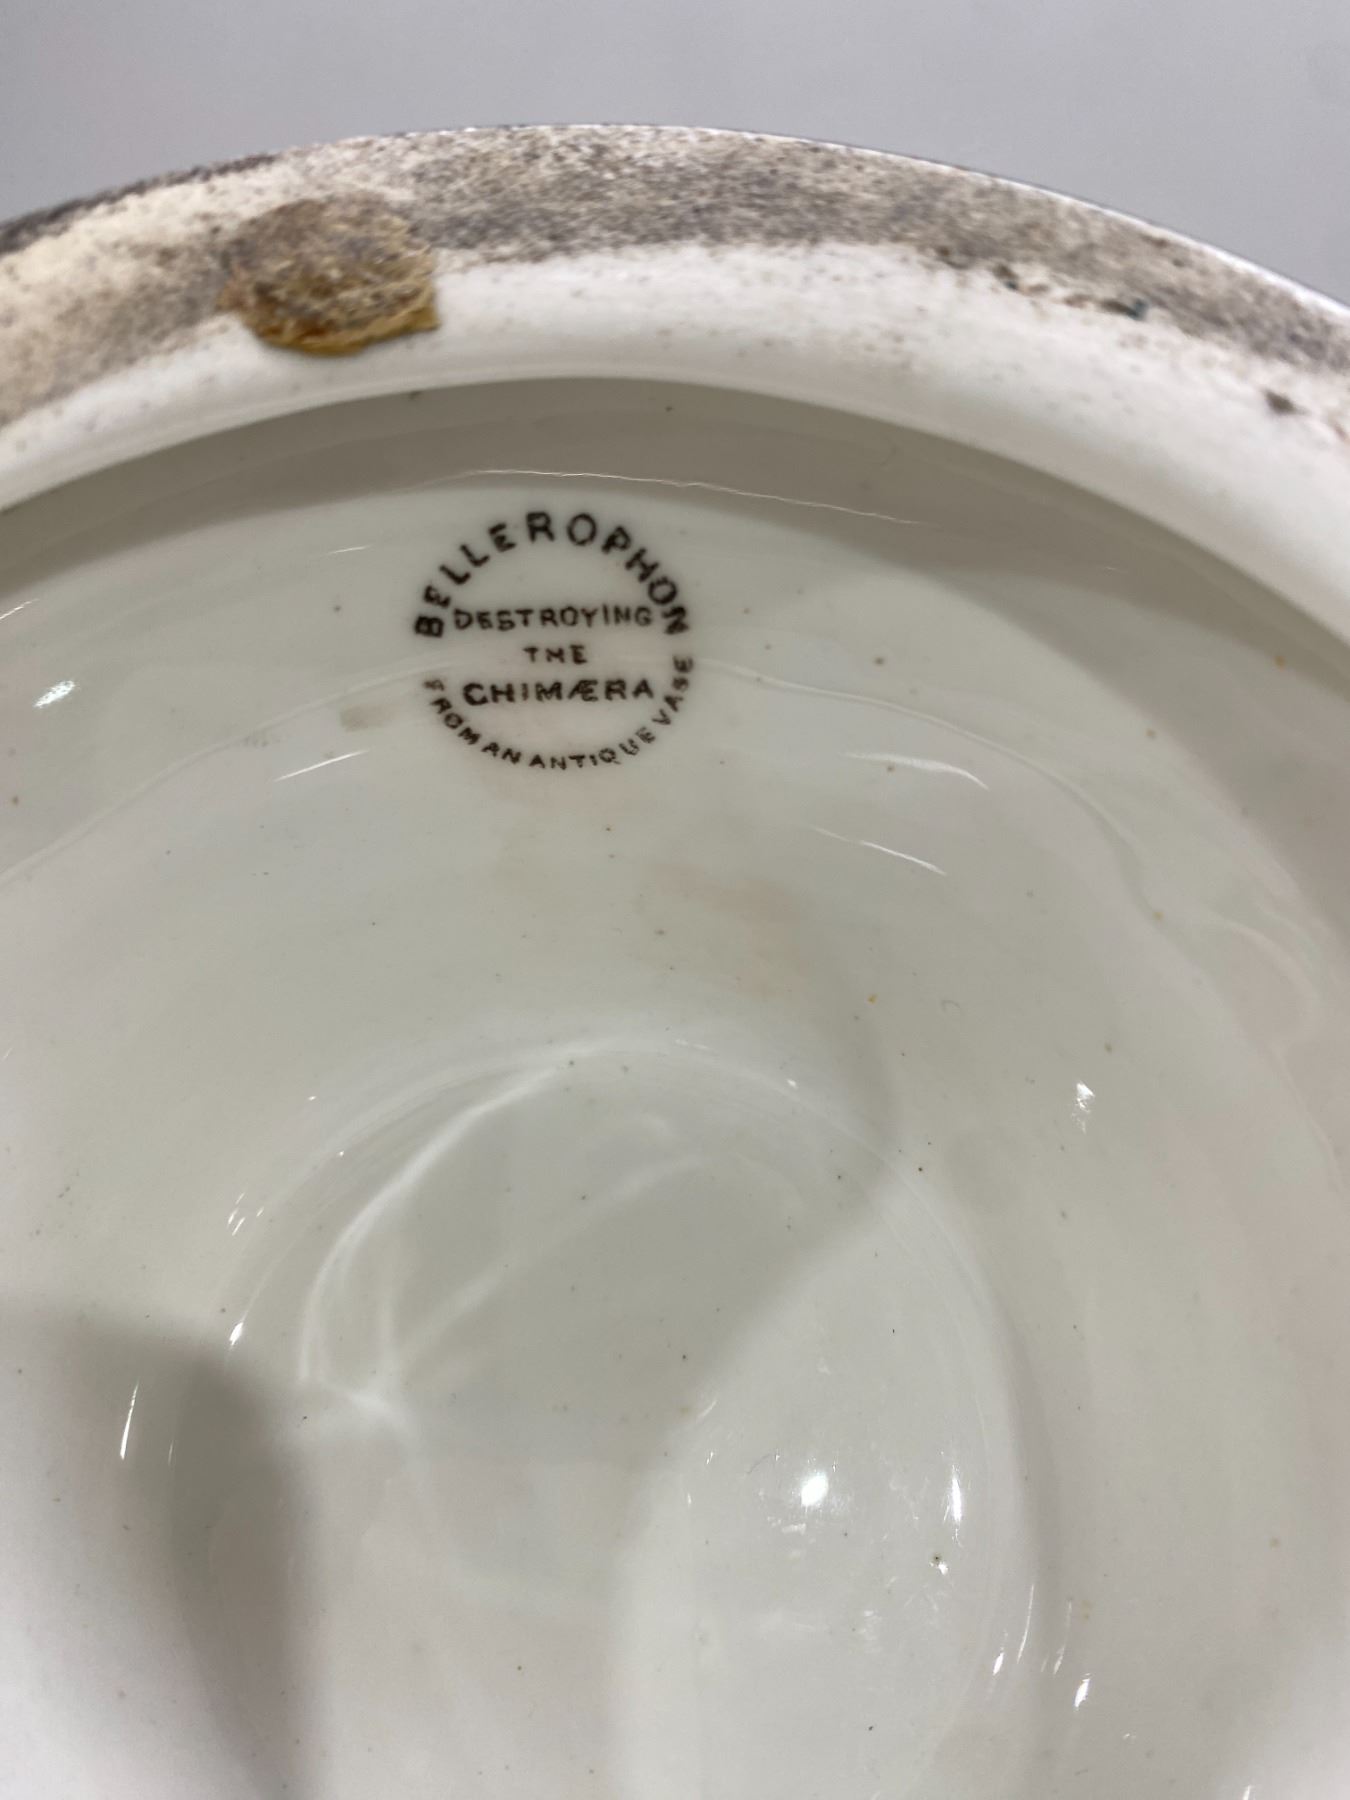 BELLEROPHON
DESTROYING
THE
CHIMÆRA
FROM AN ANTIQUE VASE